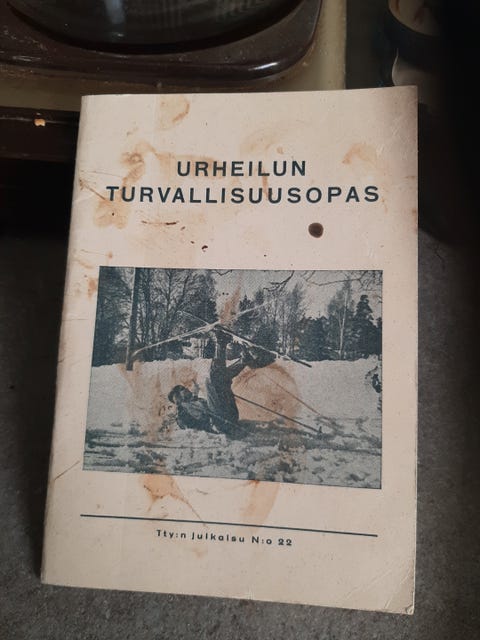 URHEILUN
TURVALLISUUSOPAS
Tty:n julkaisu N:o 22